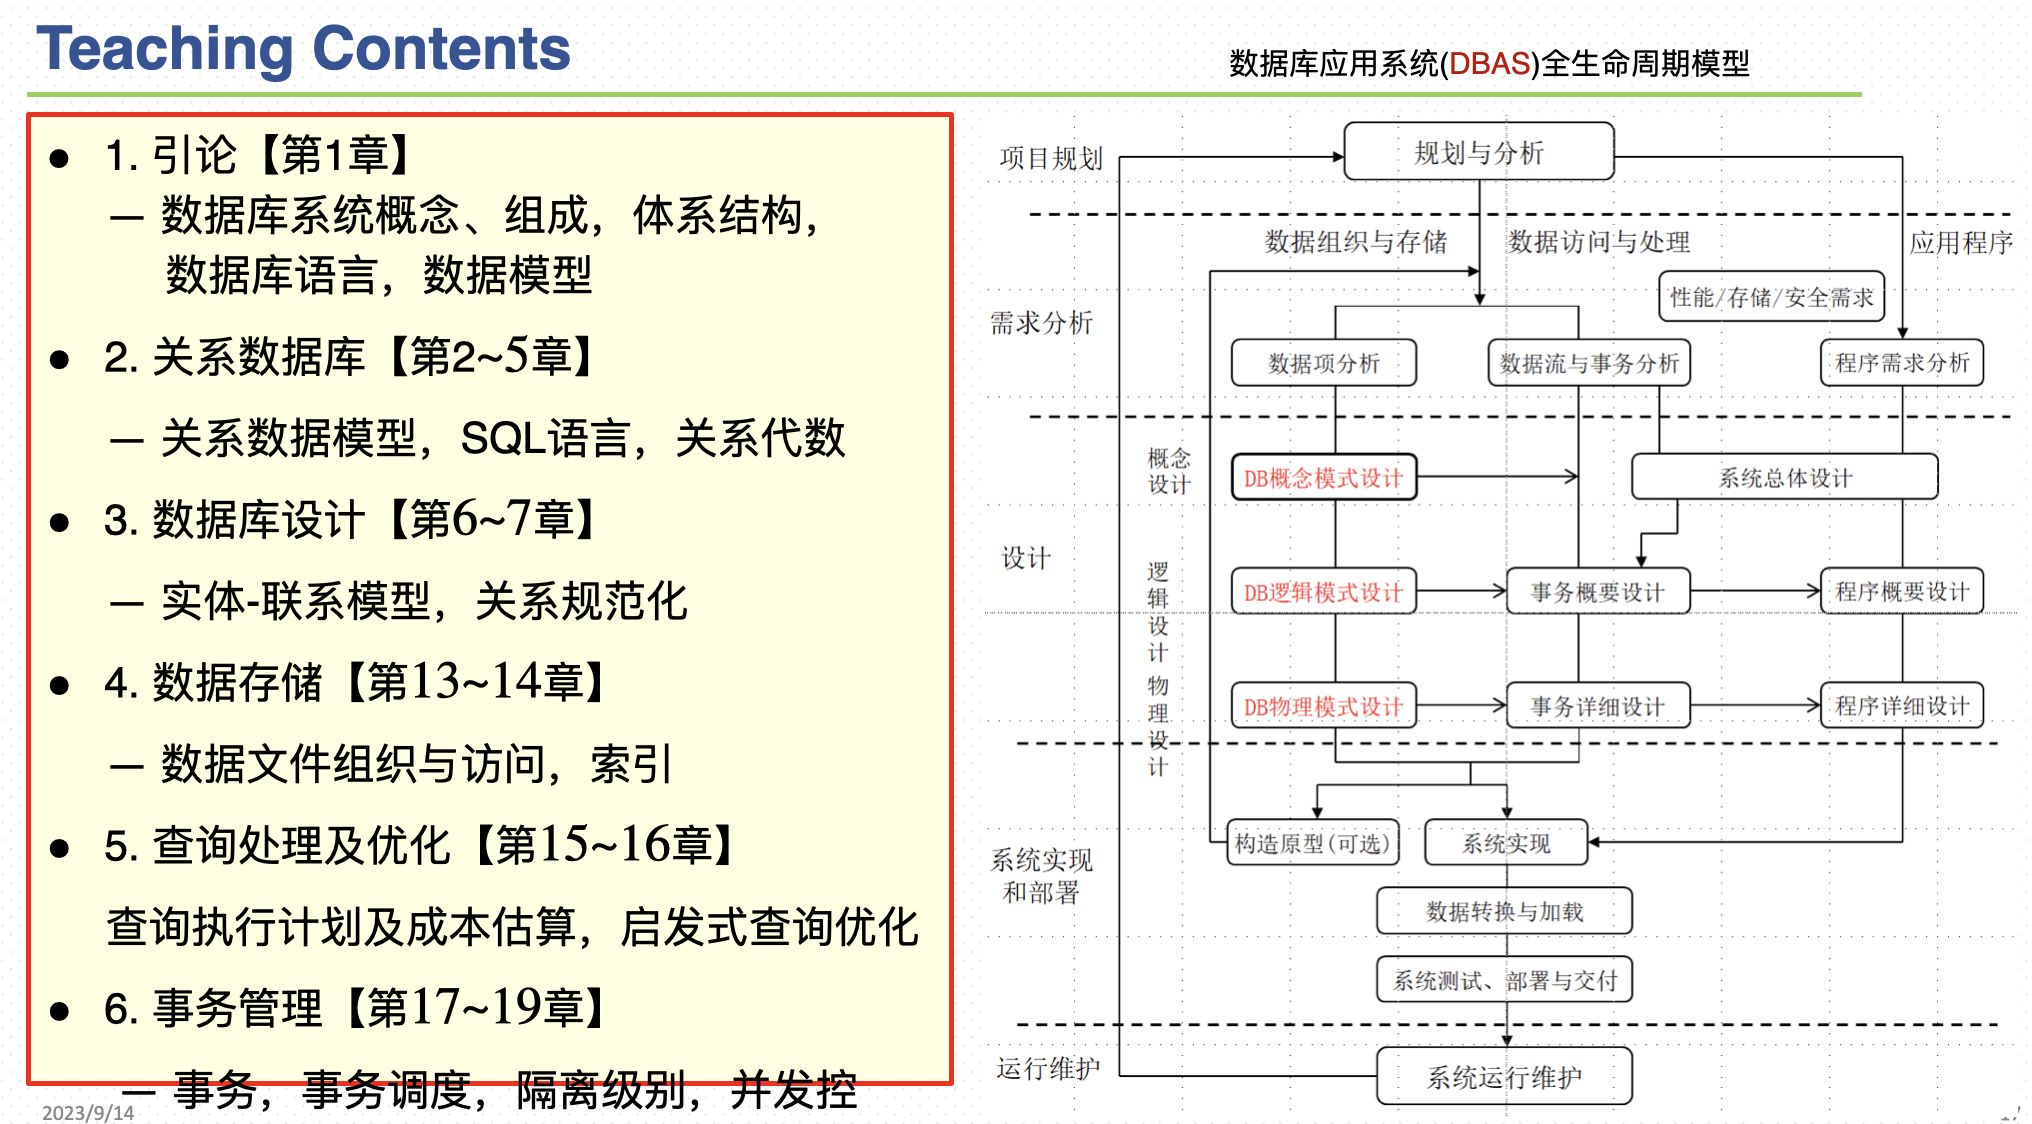 Teaching Contents
数据库应用系统(DBAS)全生命周期模型
● 1. 引论【第1章】
— 数据库系统概念、组成，体系结构，
数据库语言，数据模型
● 2. 关系数据库【第2~5章】
— 关系数据模型，SQL语言，关系代数
● 3. 数据库设计【第6~7章】
— 实体-联系模型，关系规范化
● 4. 数据存储【第13~14章】
— 数据文件组织与访问，索引
● 5. 查询处理及优化【第15~16章】
查询执行计划及成本估算，启发式查询优化
● 6. 事务管理【第17~19章】
— 事务，事务调度，隔离级别，并发控
2023/9/14
项目规划
规划与分析
数据组织与存储
数据访问与处理
应用程序
性能/存储/安全需求
需求分析
数据项分析
数据流与事务分析
程序需求分析
概念
设计
DB概念模式设计
系统总体设计
设计
逻辑设计
DB逻辑模式设计
事务概要设计
程序概要设计
物理设计
DB物理模式设计
事务详细设计
程序详细设计
构造原型(可选)
系统实现
系统实现
和部署
数据转换与加载
系统测试、部署与交付
运行维护
系统运行维护